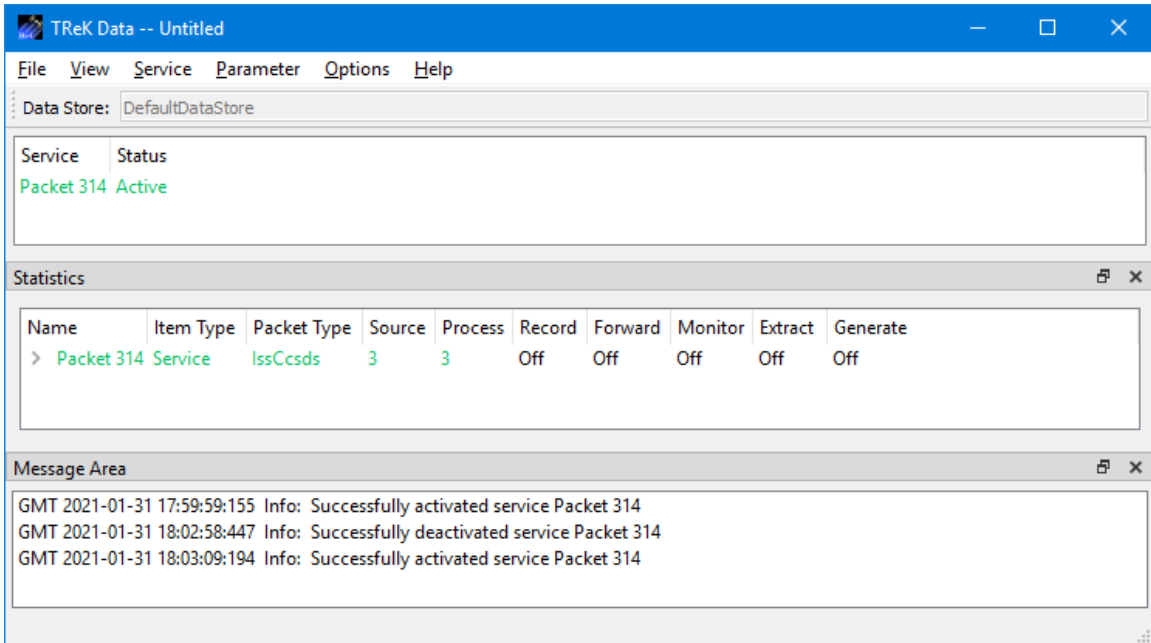 TReK Data -- Untitled
File View Service Parameter Options Help
Data Store: DefaultDataStore
Service Status
Packet 314 Active
Statistics
Name Item Type Packet Type Source Process Record Forward Monitor Extract Generate
Packet 314 Service IssCcsds 3 3 Off Off Off Off Off
Message Area
GMT 2021-01-31 17:59:59:155 Info: Successfully activated service Packet 314
GMT 2021-01-31 18:02:58:447 Info: Successfully deactivated service Packet 314
GMT 2021-01-31 18:03:09:194 Info: Successfully activated service Packet 314